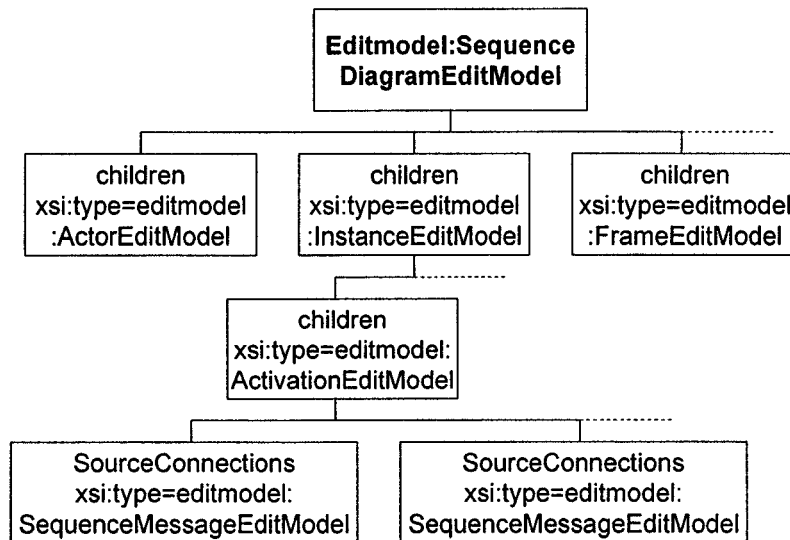 Editmodel:Sequence
DiagramEditModel
children
xsi:type=editmodel
:ActorEditModel
children
xsi:type=editmodel
:InstanceEditModel
children
xsi:type=editmodel
:FrameEditModel
children
xsi:type=editmodel:
ActivationEditModel
SourceConnections
xsi:type=editmodel:
SequenceMessageEditModel
SourceConnections
xsi:type=editmodel:
SequenceMessageEditModel